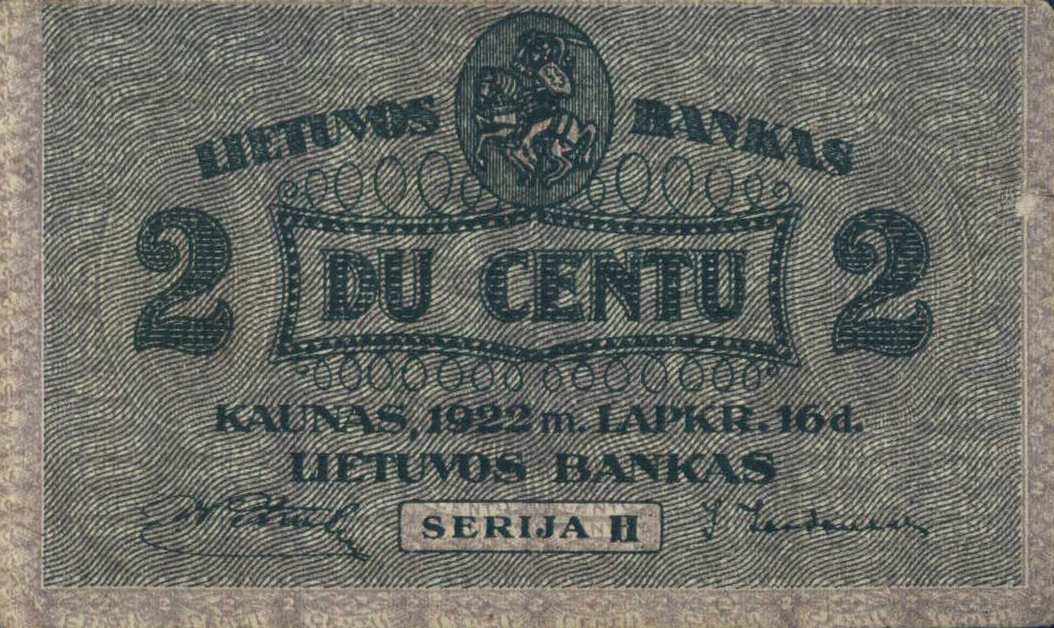 LIETUVOS BANKAS
2 DU CENTU 2
KAUNAS, 1922 m. LAPKR. 16 d.
LIETUVOS BANKAS
SERIJA H